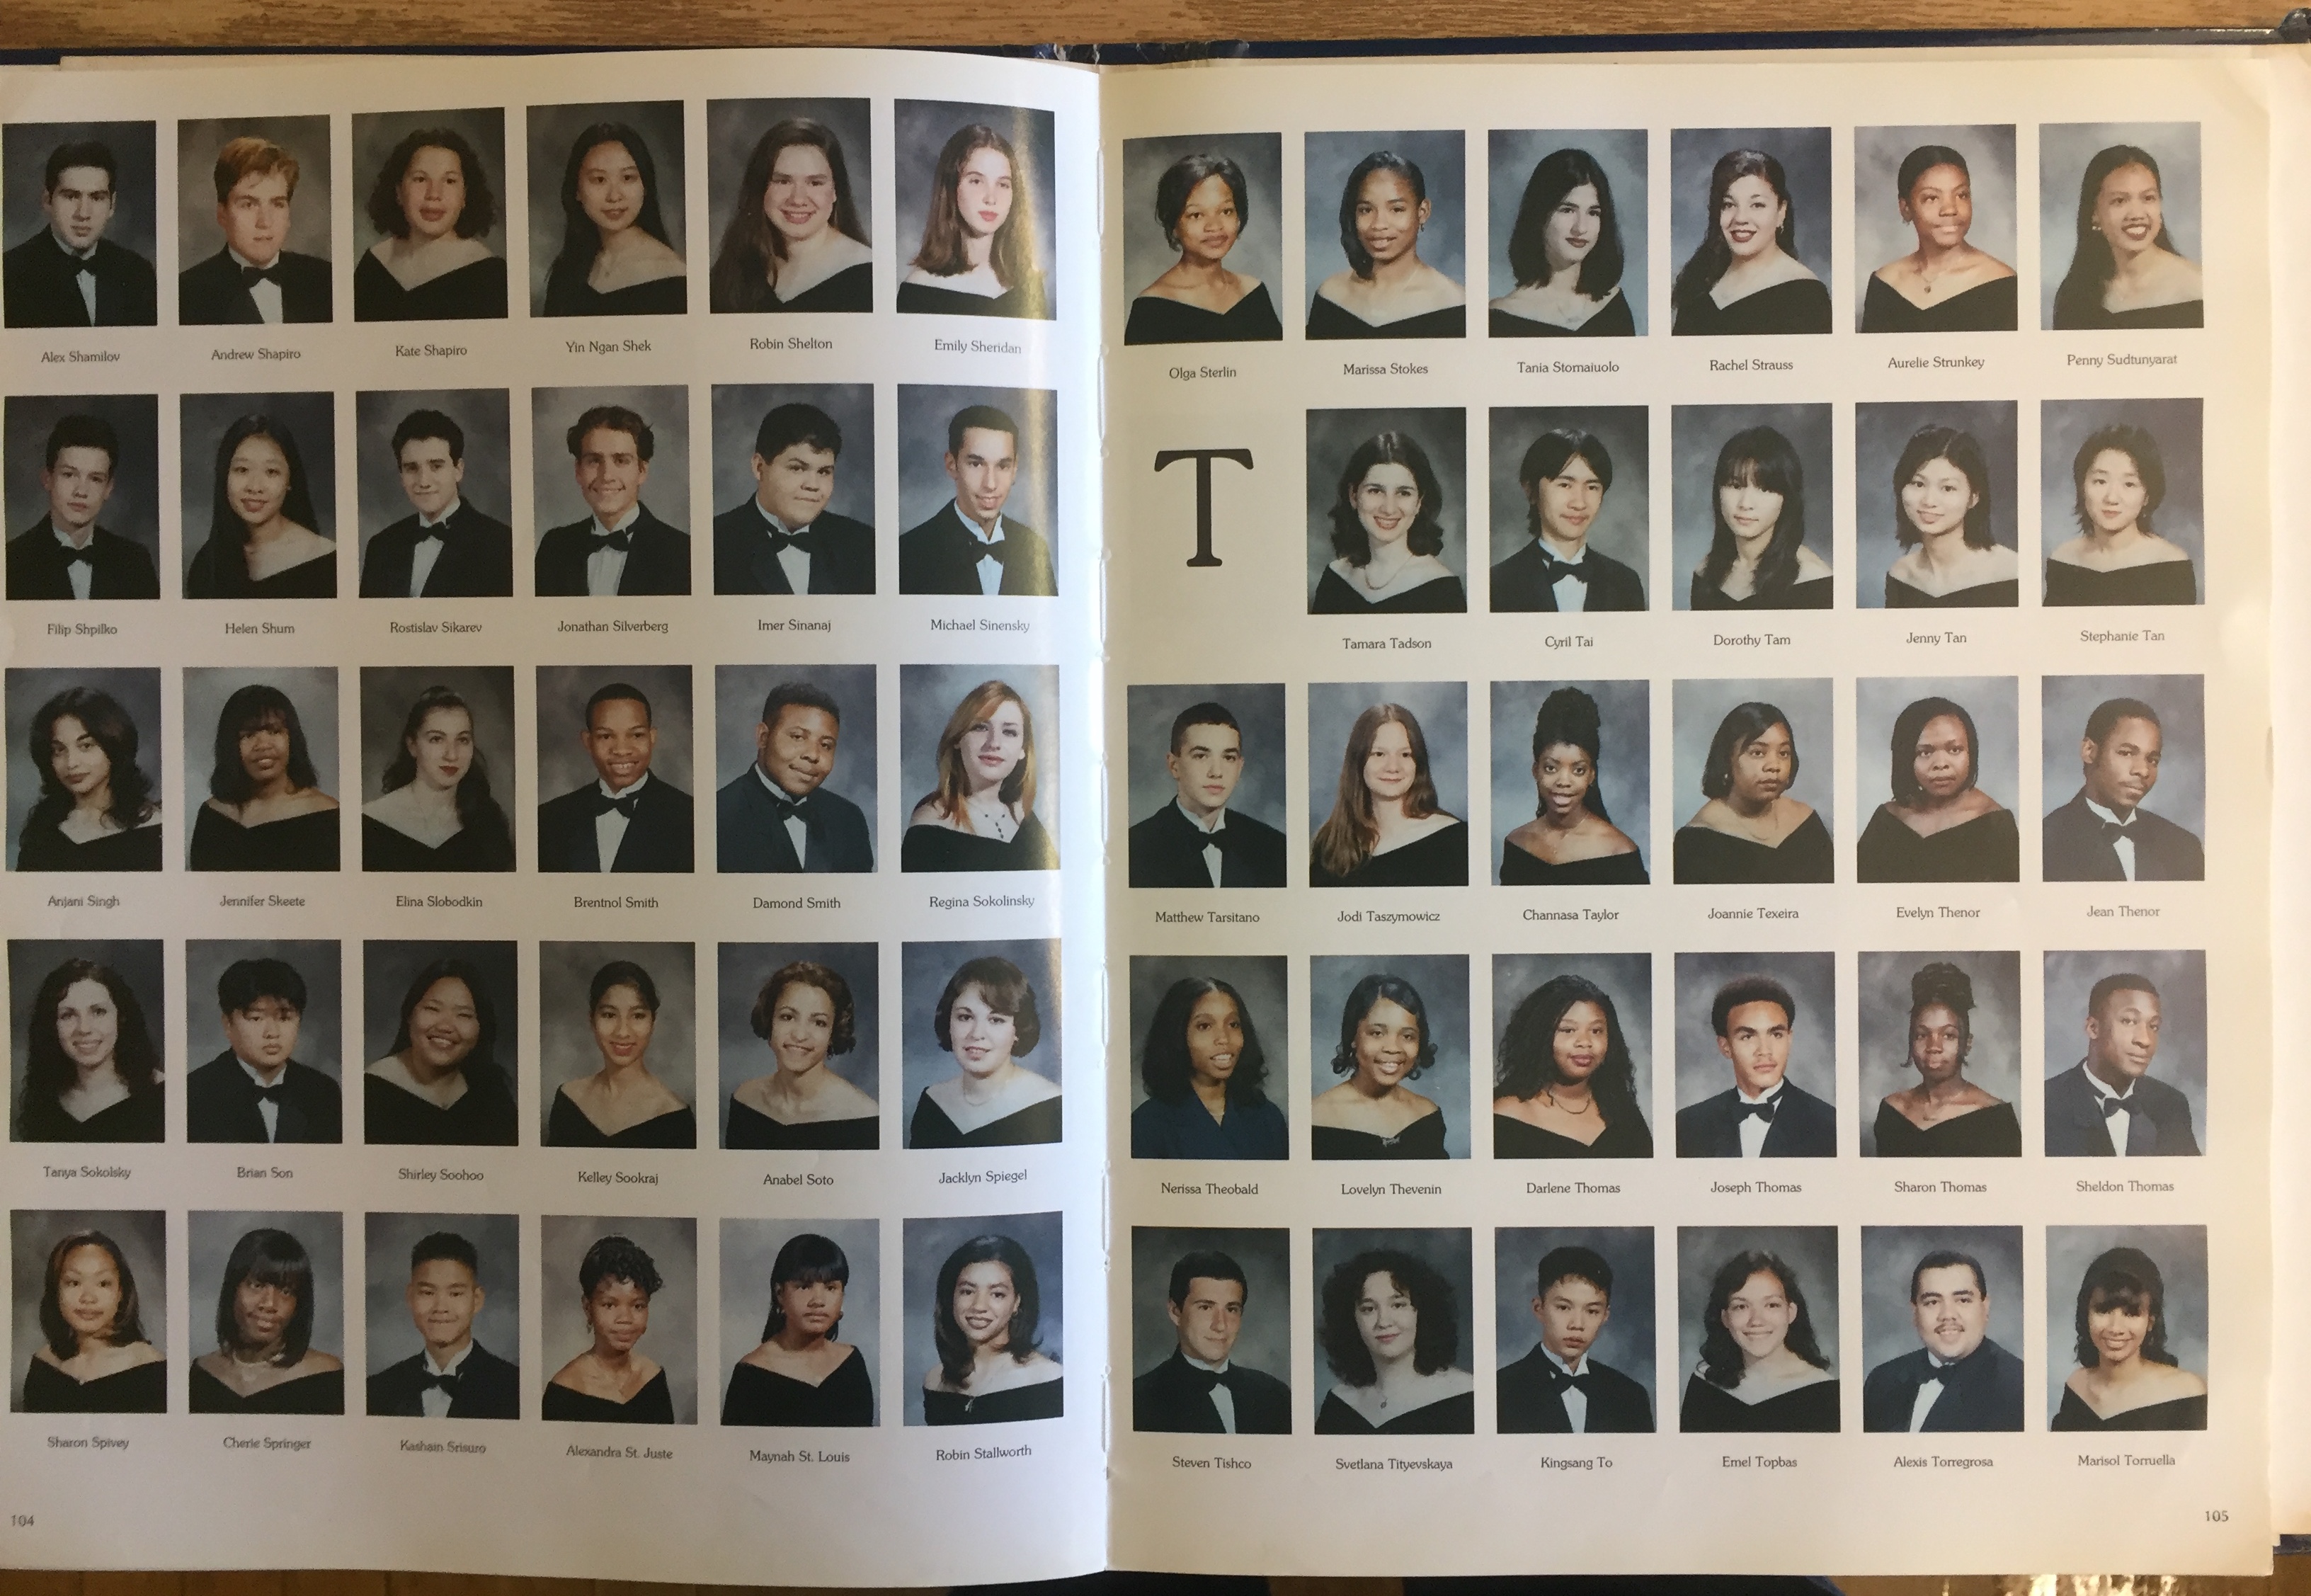 Alex Shamilov
Andrew Shapiro
Kate Shapiro
Yin Ngan Shek
Robin Shelton
Emily Sheridan
Filip Shpilko
Helen Shum
Rostislav Sikarev
Jonathan Silverberg
Imer Sinanaj
Michael Sinensky
Anjani Singh
Jennifer Skeete
Elina Slobodkin
Brentnol Smith
Damond Smith
Regina Sokolinsky
Tanya Sokolsky
Brian Son
Shirley Soohoo
Kelley Sookraj
Anabel Soto
Jacklyn Spiegel
Sharon Spivey
Cherie Springer
Kashain Srisuro
Alexandra St. Juste
Maynah St. Louis
Robin Stallworth
104
Olga Sterlin
Marissa Stokes
Tania Stomaiuolo
Rachel Strauss
Aurelie Strunkey
Penny Sudtunyarat
T
Tamara Tadson
Cyril Tai
Dorothy Tam
Jenny Tan
Stephanie Tan
Matthew Tarsitano
Jodi Taszymowicz
Channasa Taylor
Joannie Texeira
Evelyn Thenor
Jean Thenor
Nerissa Theobald
Lovelyn Thevenin
Darlene Thomas
Joseph Thomas
Sharon Thomas
Sheldon Thomas
Steven Tishco
Svetlana Tityevskaya
Kingsang To
Emel Topbas
Alexis Torregrosa
Marisol Torruella
105